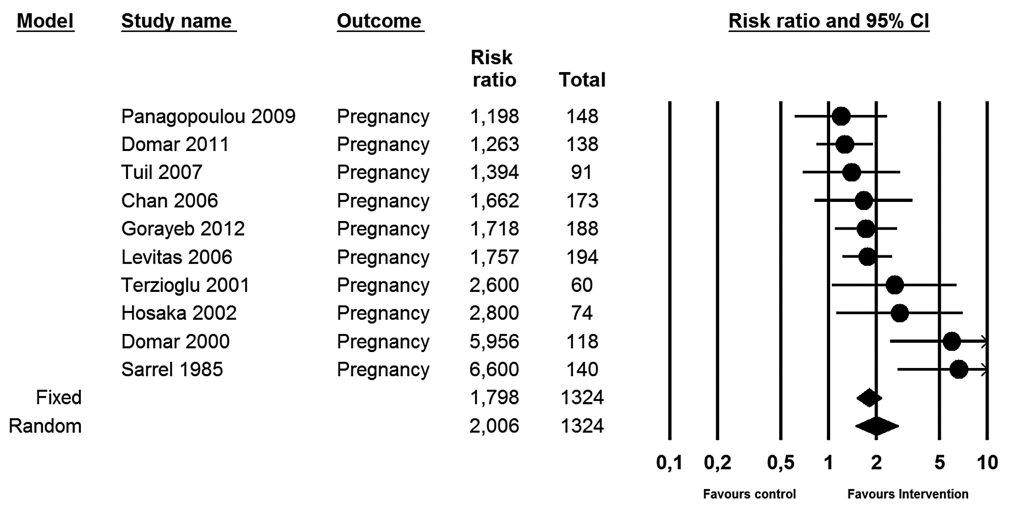 Model Study name Outcome Risk ratio and 95% CI
Risk
ratio Total
Panagopoulou 2009 Pregnancy 1,198 148
Domar 2011 Pregnancy 1,263 138
Tuil 2007 Pregnancy 1,394 91
Chan 2006 Pregnancy 1,662 173
Gorayeb 2012 Pregnancy 1,718 188
Levitas 2006 Pregnancy 1,757 194
Terzioglu 2001 Pregnancy 2,600 60
Hosaka 2002 Pregnancy 2,800 74
Domar 2000 Pregnancy 5,956 118
Sarrel 1985 Pregnancy 6,600 140
Fixed 1,798 1324
Random 2,006 1324
0,1 0,2 0,5 1 2 5 10
Favours control Favours Intervention